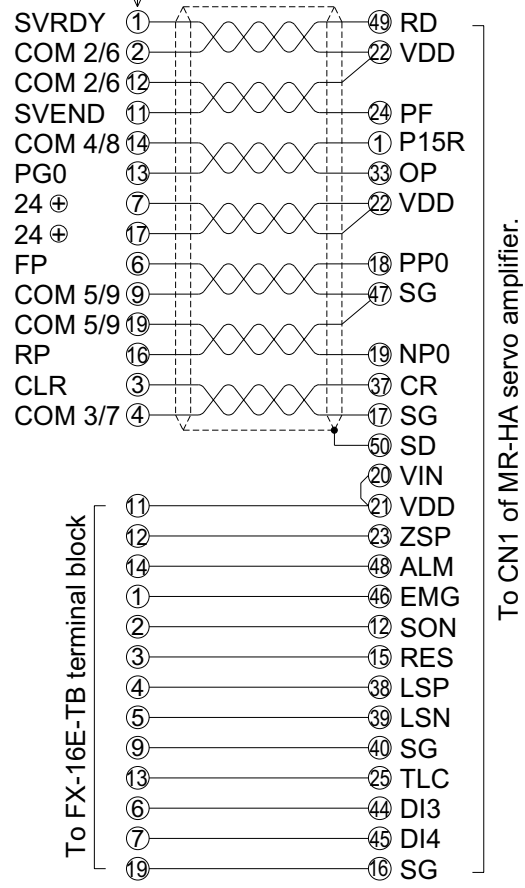 SVRDY ① ㊾ RD
COM 2/6 ② ㉒ VDD
COM 2/6 ⑫
SVEND ⑪ ㉔ PF
COM 4/8 ⑭ ① P15R
PG0 ⑬ ㉝ OP
24 ⊕ ⑦ ㉒ VDD
24 ⊕ ⑰
FP ⑥ ⑱ PP0
COM 5/9 ⑨ ㊼ SG
COM 5/9 ⑲
RP ⑯ ⑲ NP0
CLR ③ ㊲ CR
COM 3/7 ④ ⑰ SG
㊿ SD
⑳ VIN
⑪ ㉑ VDD
⑫ ㉓ ZSP
⑭ ㊽ ALM
① ㊻ EMG
② ⑫ SON
③ ⑮ RES
④ ㊳ LSP
⑤ ㊴ LSN
⑨ ㊵ SG
⑬ ㉕ TLC
⑥ ㊹ DI3
⑦ ㊺ DI4
⑲ ⑯ SG
To FX-16E-TB terminal block
To CN1 of MR-HA servo amplifier.